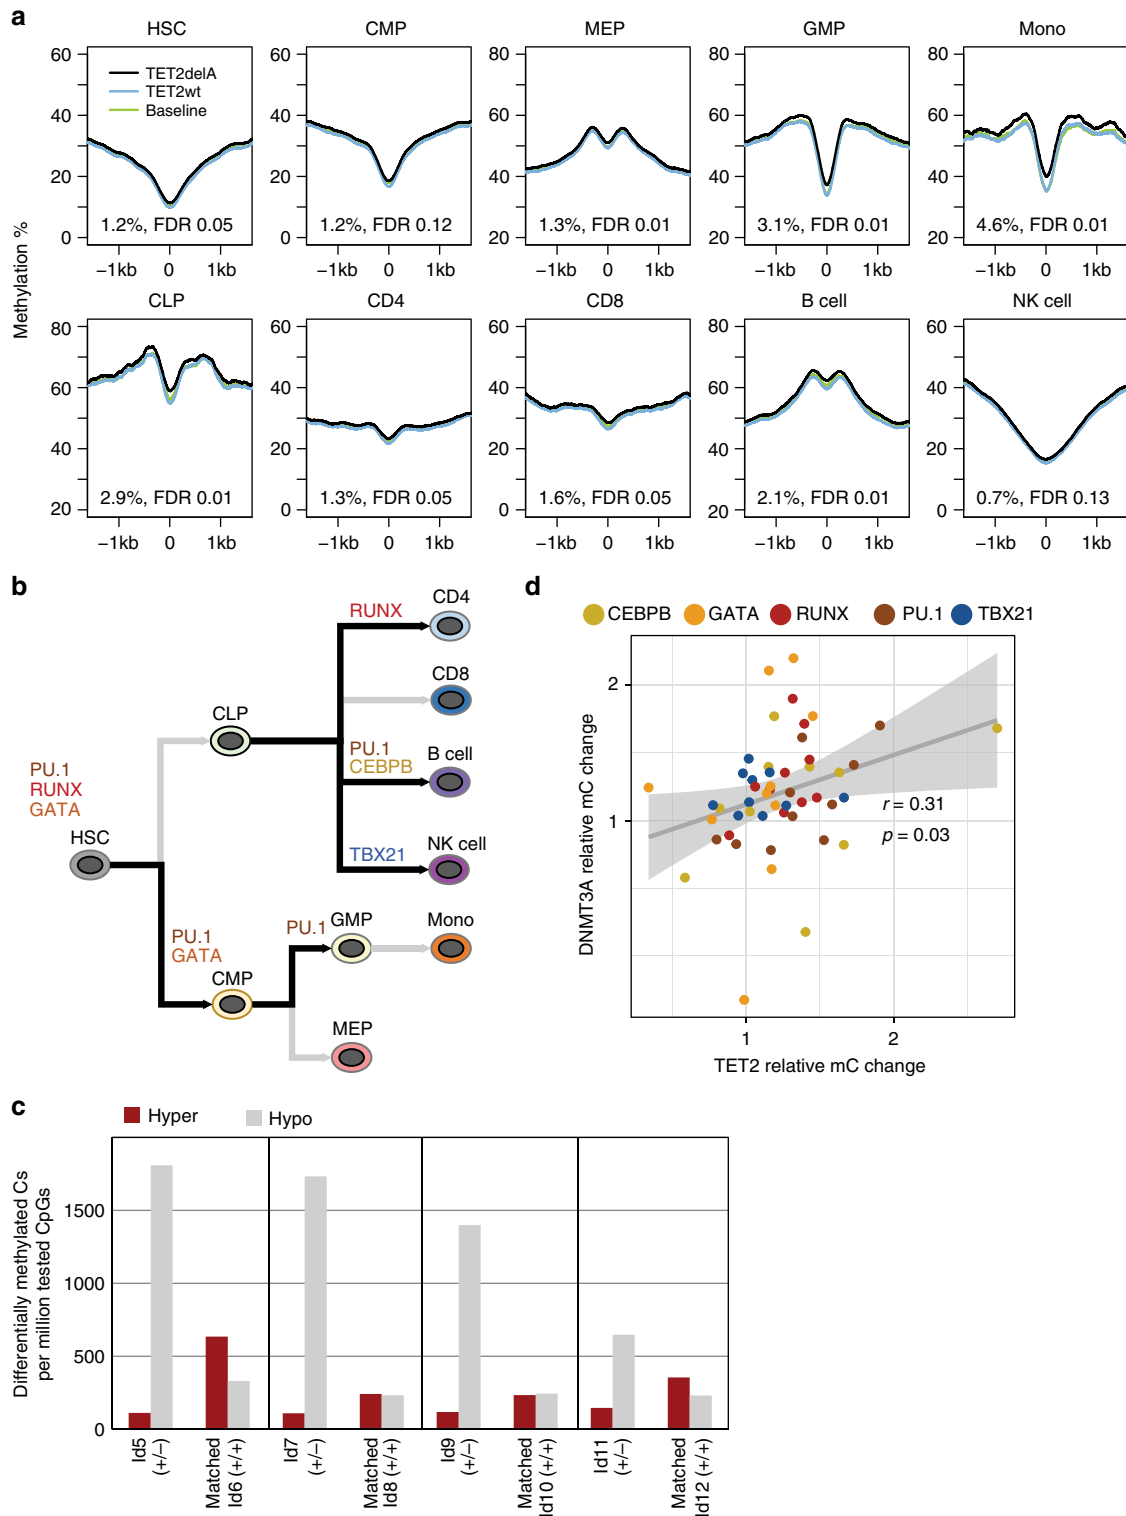 a
HSC
CMP
MEP
GMP
Mono
Methylation %
60
40
20
0
TET2delA
TET2wt
Baseline
1.2%, FDR 0.05
−1kb 0 1kb
60
40
20
0
1.2%, FDR 0.12
−1kb 0 1kb
80
60
40
20
1.3%, FDR 0.01
−1kb 0 1kb
80
60
40
20
3.1%, FDR 0.01
−1kb 0 1kb
80
60
40
20
4.6%, FDR 0.01
−1kb 0 1kb
CLP
CD4
CD8
B cell
NK cell
80
60
40
20
2.9%, FDR 0.01
−1kb 0 1kb
60
40
20
0
1.3%, FDR 0.05
−1kb 0 1kb
60
40
20
0
1.6%, FDR 0.05
−1kb 0 1kb
80
60
40
20
2.1%, FDR 0.01
−1kb 0 1kb
60
40
20
0
0.7%, FDR 0.13
−1kb 0 1kb
b
RUNX
CD4
CD8
CLP
PU.1
CEBPB
B cell
TBX21
NK cell
PU.1
RUNX
GATA
HSC
PU.1
GATA
CMP
PU.1
GMP
Mono
MEP
d
CEBPB GATA RUNX PU.1 TBX21
DNMT3A relative mC change
2
1
r = 0.31
p = 0.03
1 2
TET2 relative mC change
c
Hyper Hypo
Differentially methylated Cs
per million tested CpGs
1500
1000
500
0
Id5
(+/−)
Matched
Id6 (+/+)
Id7
(+/−)
Matched
Id8 (+/+)
Id9
(+/−)
Matched
Id10 (+/+)
Id11
(+/−)
Matched
Id12 (+/+)